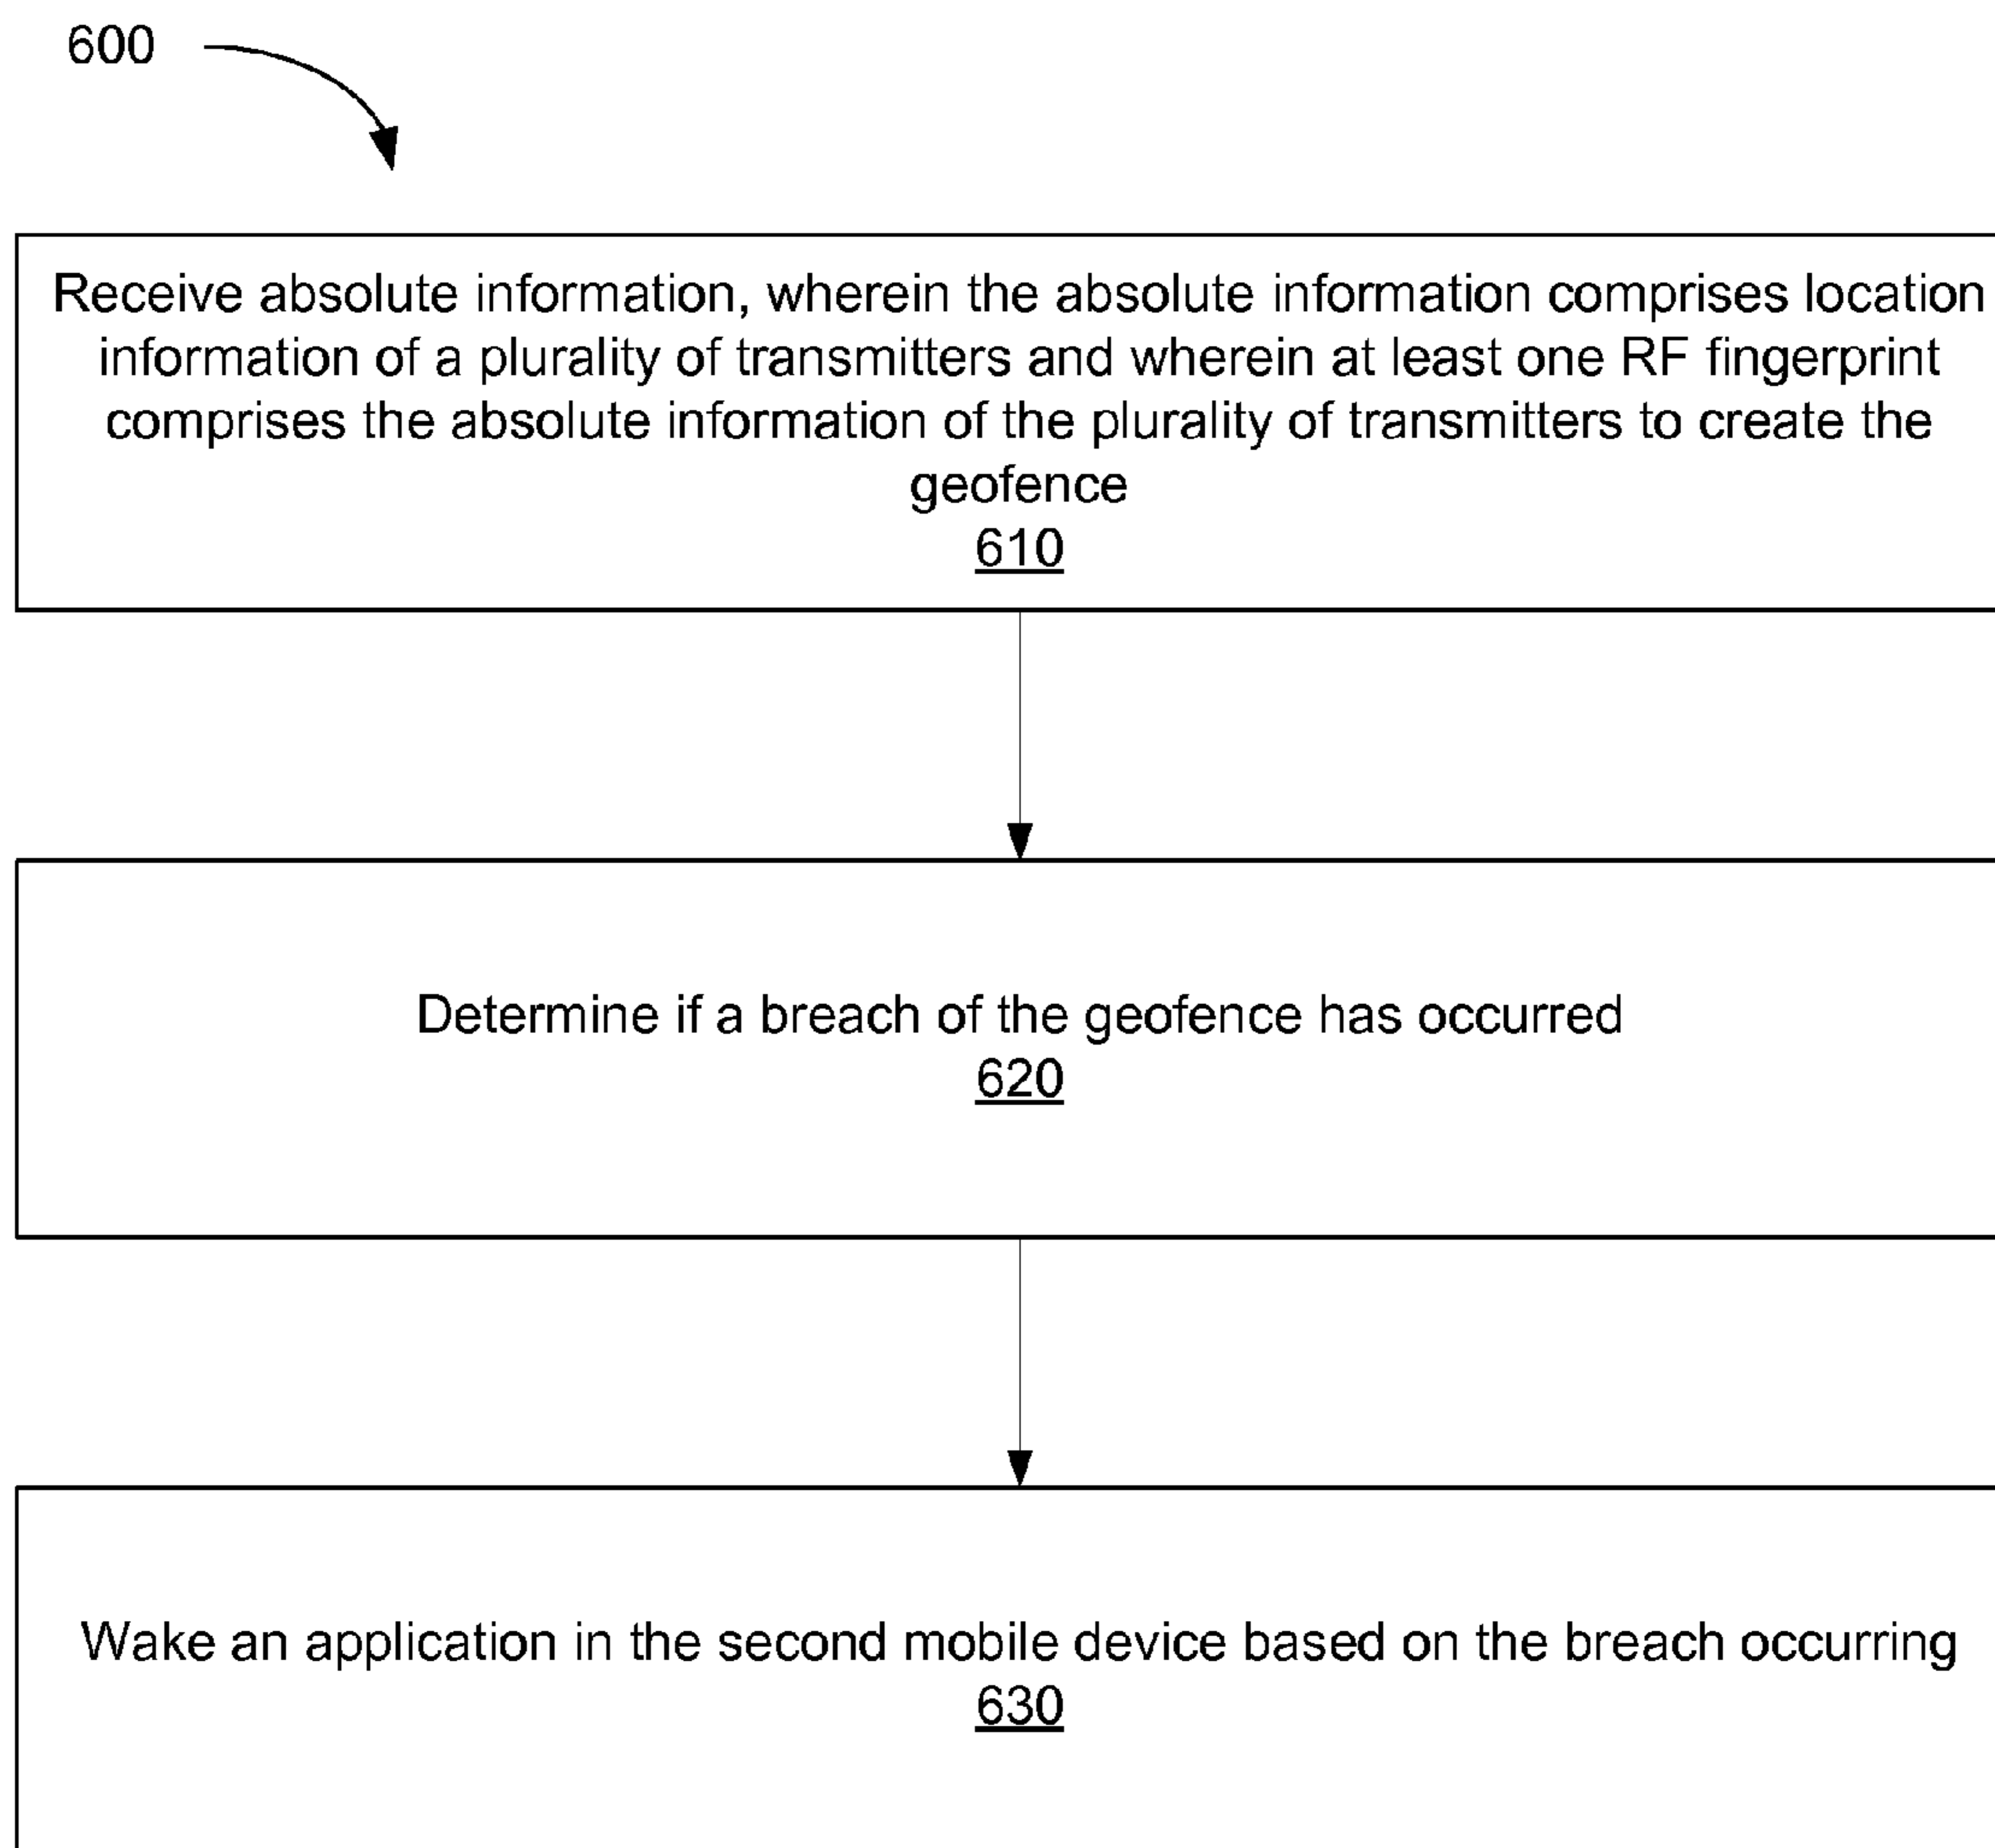 600
Receive absolute information, wherein the absolute information comprises location
information of a plurality of transmitters and wherein at least one RF fingerprint
comprises the absolute information of the plurality of transmitters to create the
geofence
610
Determine if a breach of the geofence has occurred
620
Wake an application in the second mobile device based on the breach occurring
630